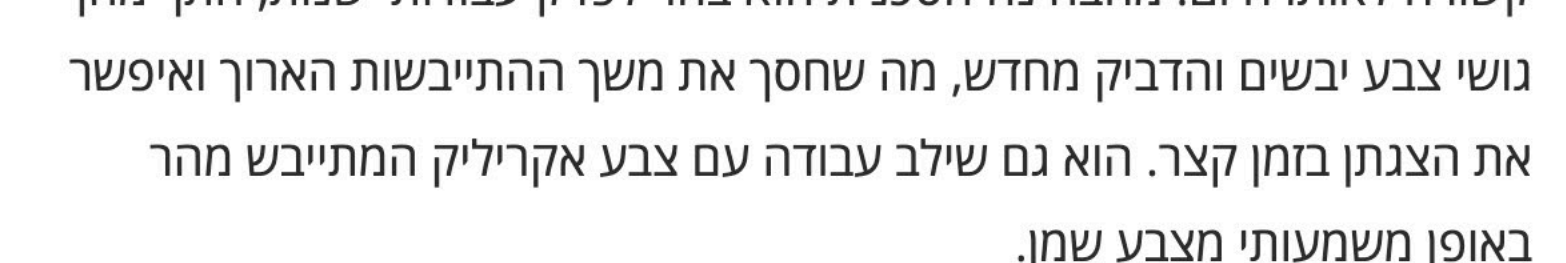 גושי צבע יבשים והדביק מחדש, מה שחסך את משך ההתייבשות הארוך ואיפשר
את הצגתן בזמן קצר. הוא גם שילב עבודה עם צבע אקריליק המתייבש מהר
באופן משמעותי מצבע שמן.